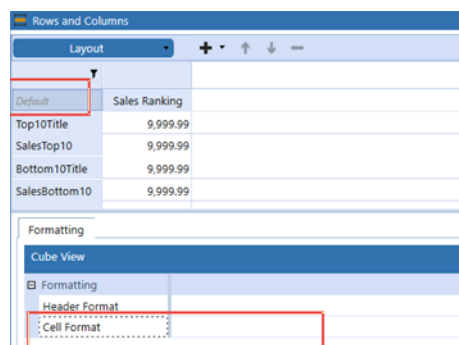 Rows and Columns
Layout
Default Sales Ranking
Top10Title 9,999.99
SalesTop10 9,999.99
Bottom10Title 9,999.99
SalesBottom10 9,999.99
Formatting
Cube View
Formatting
Header Format
Cell Format